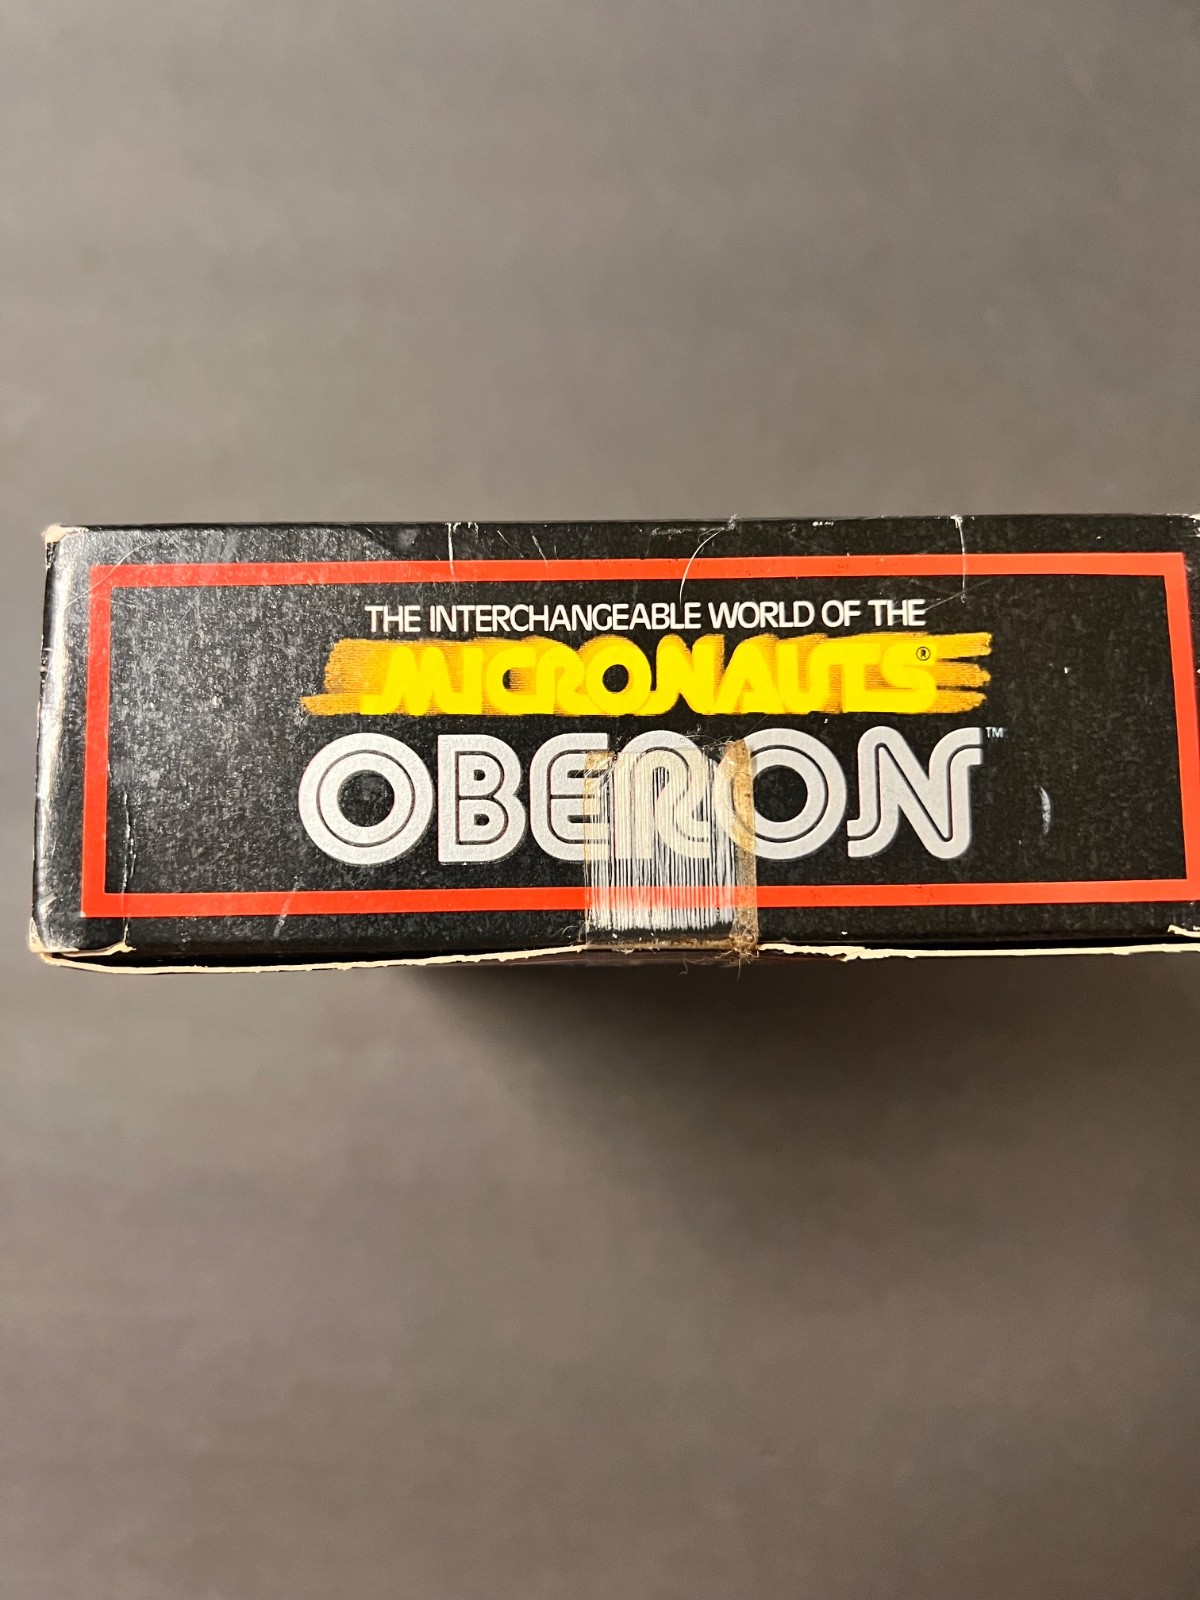 THE INTERCHANGEABLE WORLD OF THE
MICRONAUTS®
OBERON™